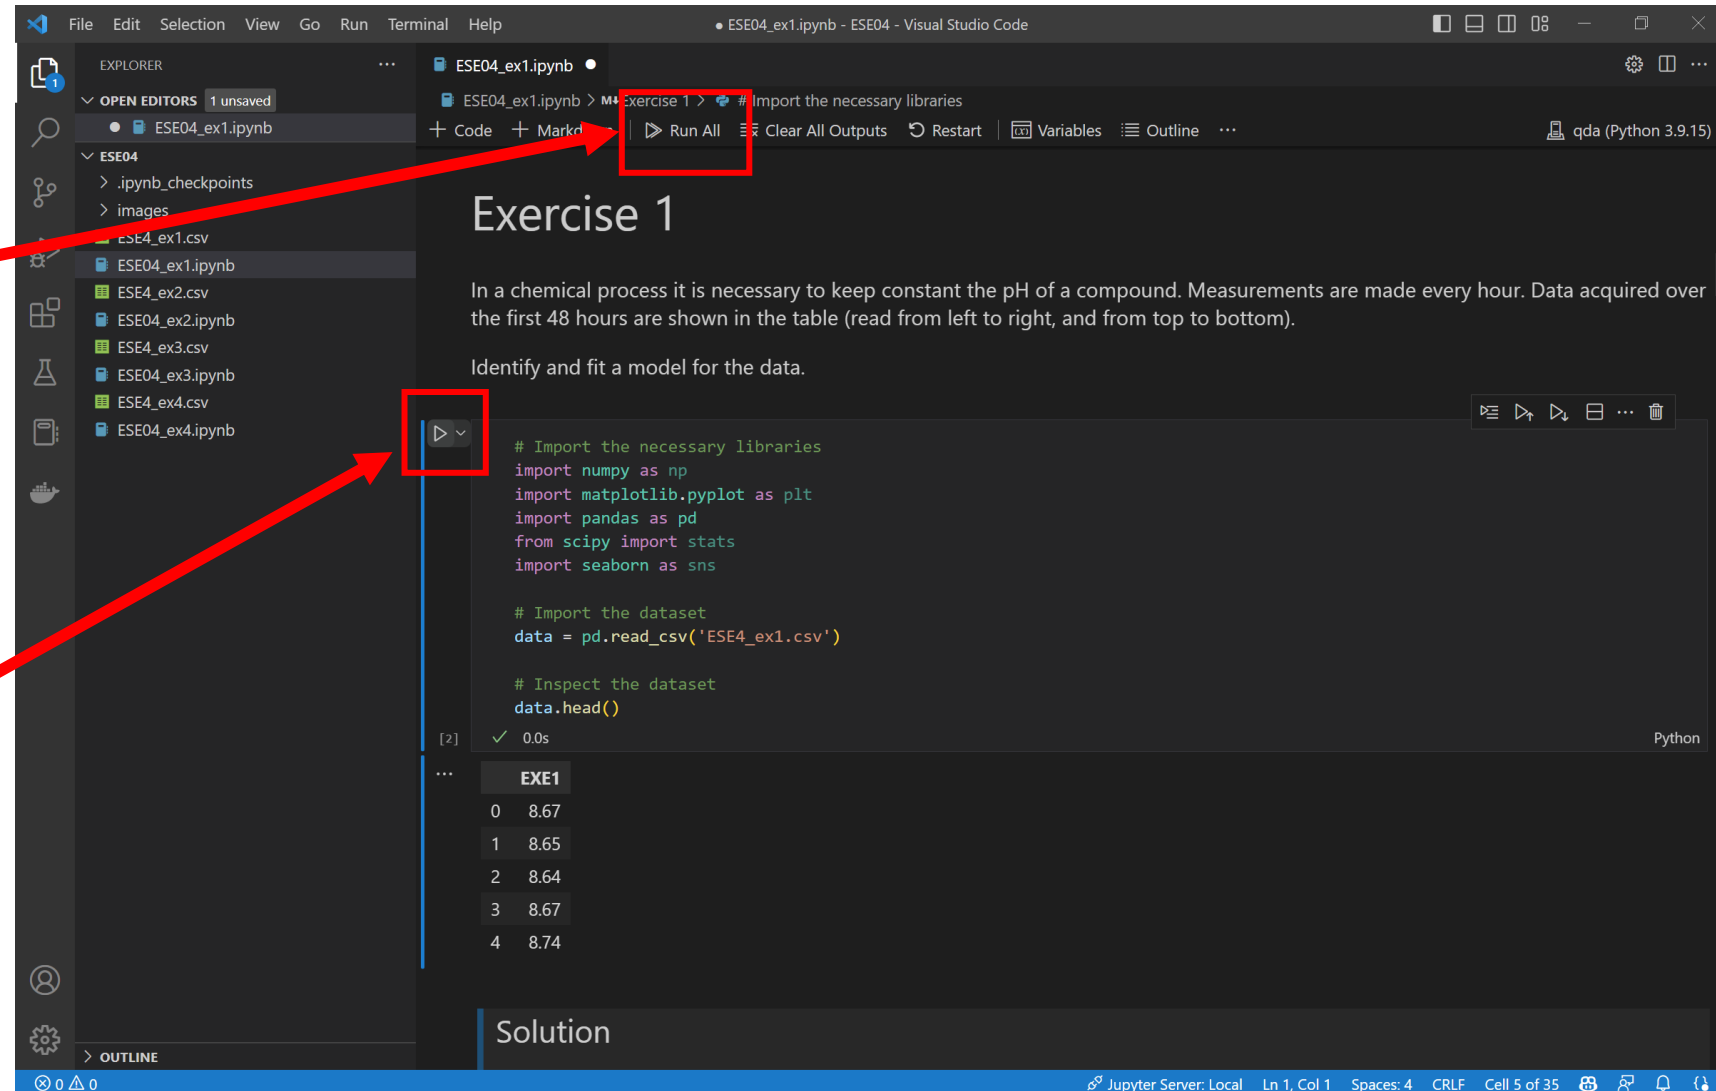 File Edit Selection View Go Run Terminal Help
● ESE04_ex1.ipynb - ESE04 - Visual Studio Code
EXPLORER
OPEN EDITORS 1 unsaved
ESE04_ex1.ipynb
ESE04
.ipynb_checkpoints
images
ESE4_ex1.csv
ESE04_ex1.ipynb
ESE4_ex2.csv
ESE04_ex2.ipynb
ESE4_ex3.csv
ESE04_ex3.ipynb
ESE4_ex4.csv
ESE04_ex4.ipynb
OUTLINE
1
ESE04_ex1.ipynb ●
ESE04_ex1.ipynb > M↓ Exercise 1 > # Import the necessary libraries
+ Code + Markdown Run All Clear All Outputs Restart Variables Outline ...
qda (Python 3.9.15)
Exercise 1
In a chemical process it is necessary to keep constant the pH of a compound. Measurements are made every hour. Data acquired over
the first 48 hours are shown in the table (read from left to right, and from top to bottom).
Identify and fit a model for the data.
# Import the necessary libraries
import numpy as np
import matplotlib.pyplot as plt
import pandas as pd
from scipy import stats
import seaborn as sns
# Import the dataset
data = pd.read_csv('ESE4_ex1.csv')
# Inspect the dataset
data.head()
[2] ✓ 0.0s
Python
EXE1
0 8.67
1 8.65
2 8.64
3 8.67
4 8.74
Solution
0 0
Jupyter Server: Local Ln 1, Col 1 Spaces: 4 CRLF Cell 5 of 35